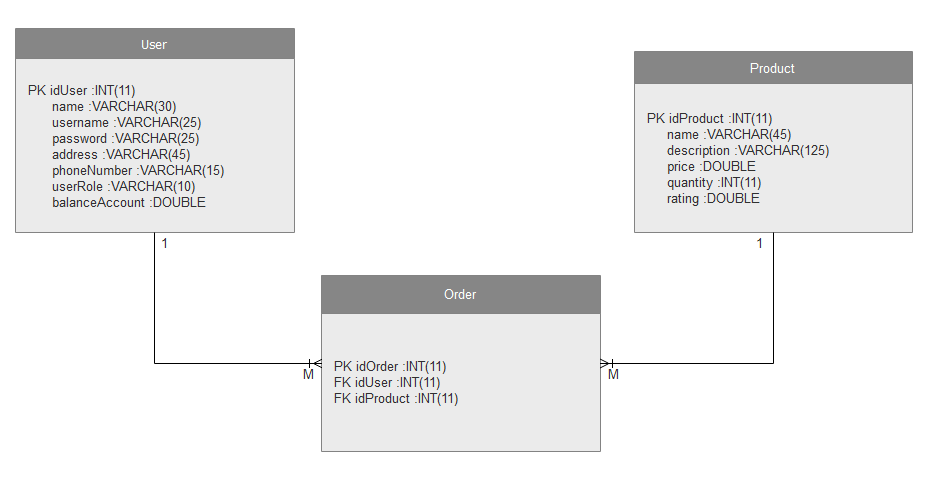 User
PK idUser :INT(11)
name :VARCHAR(30)
username :VARCHAR(25)
password :VARCHAR(25)
address :VARCHAR(45)
phoneNumber :VARCHAR(15)
userRole :VARCHAR(10)
balanceAccount :DOUBLE
1
Product
PK idProduct :INT(11)
name :VARCHAR(45)
description :VARCHAR(125)
price :DOUBLE
quantity :INT(11)
rating :DOUBLE
1
Order
PK idOrder :INT(11)
FK idUser :INT(11)
FK idProduct :INT(11)
M
M